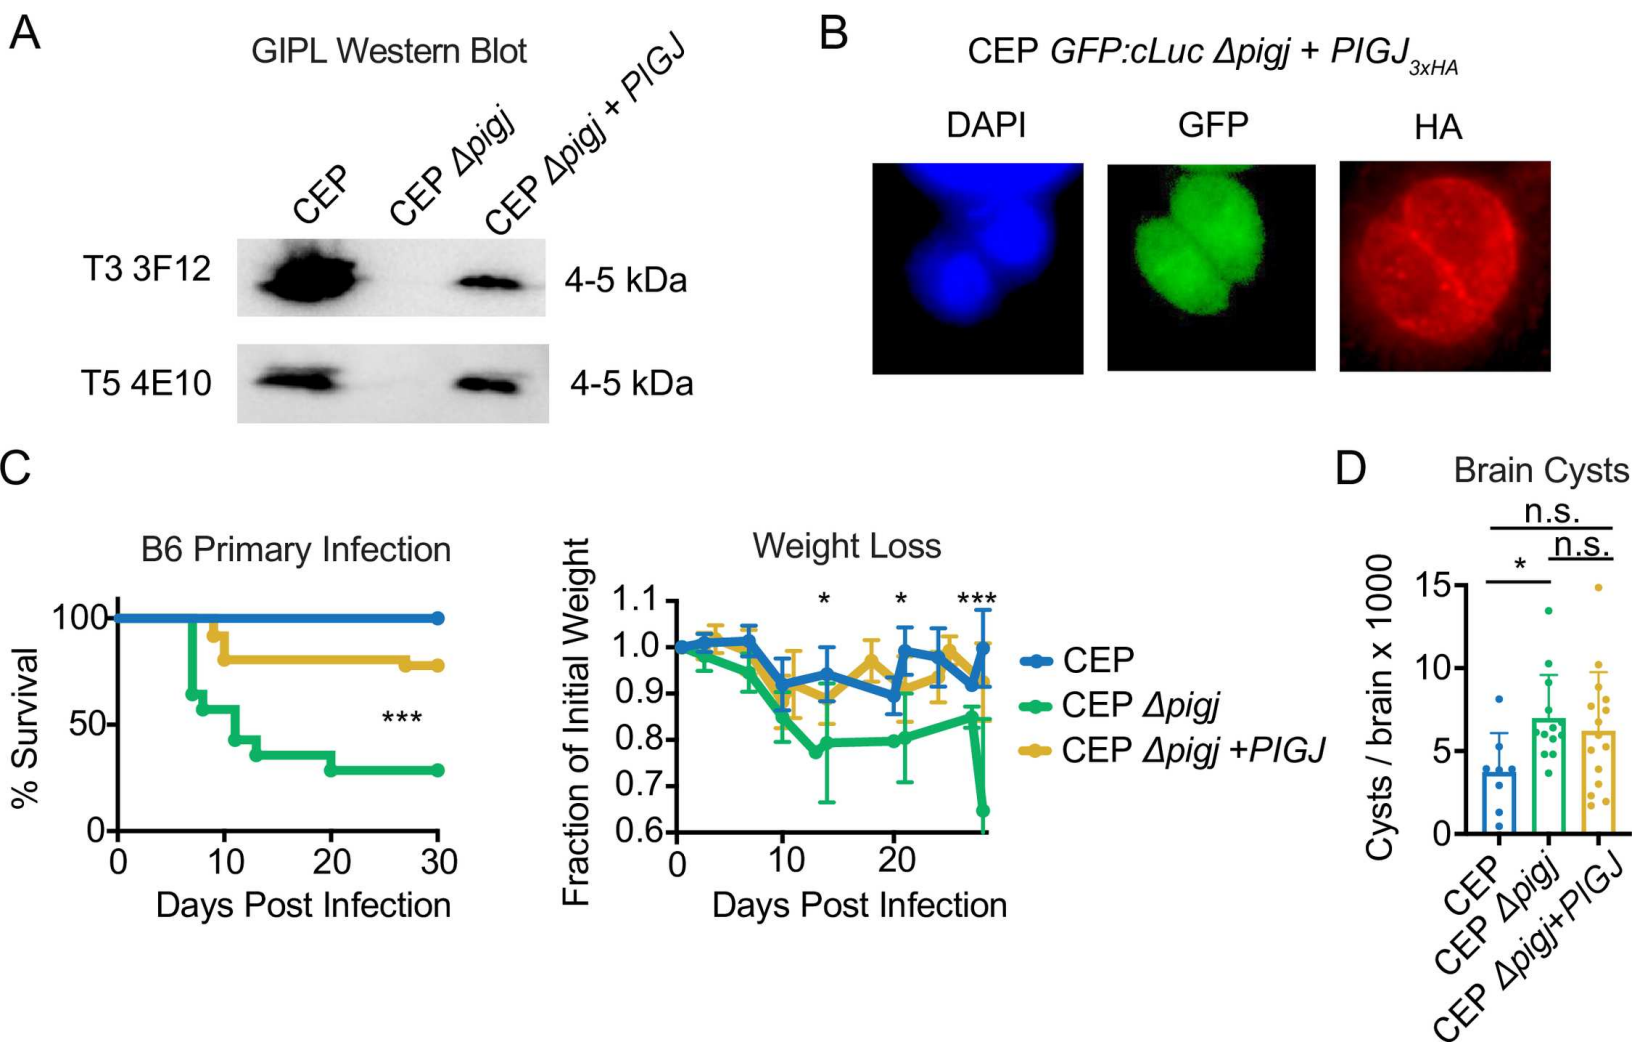 A
GIPL Western Blot
CEP
CEP Δpigj
CEP Δpigj + PIGJ
T3 3F12
4-5 kDa
T5 4E10
4-5 kDa
B
CEP GFP:cLuc Δpigj + PIGJ3xHA
DAPI
GFP
HA
C
B6 Primary Infection
% Survival
100
50
0
***
0 10 20 30
Days Post Infection
Weight Loss
Fraction of Initial Weight
1.1
1.0
0.9
0.8
0.7
0.6
* * ***
0 10 20
Days Post Infection
CEP
CEP Δpigj
CEP Δpigj +PIGJ
D
Brain Cysts
n.s.
n.s.
*
Cysts / brain x 1000
15
10
5
0
CEP
CEP Δpigj
CEP Δpigj+PIGJ